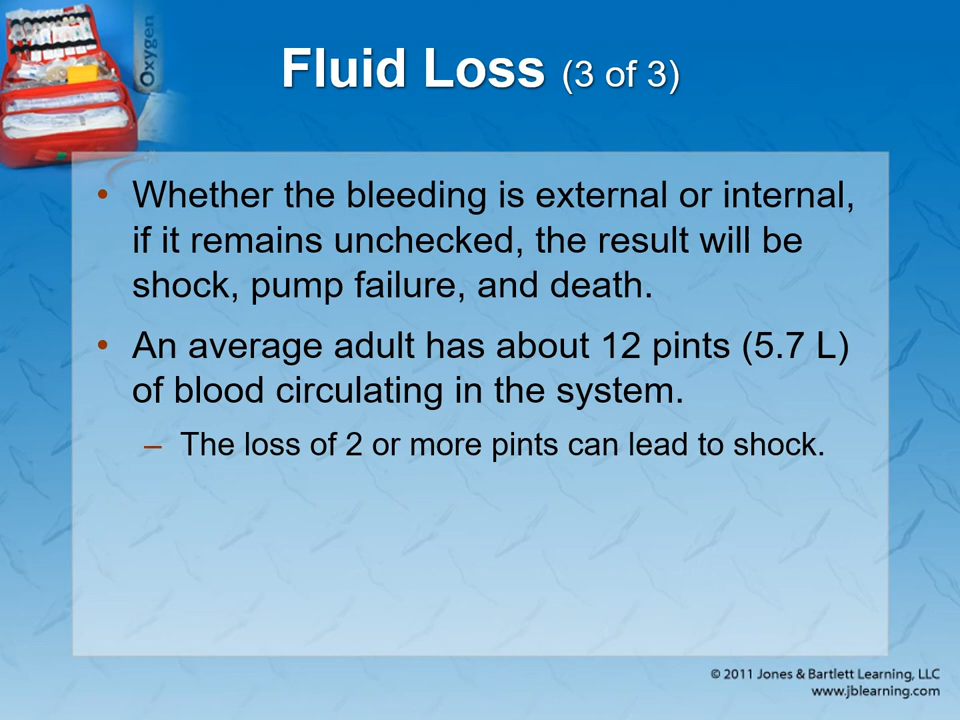 Oxygen
Fluid Loss (3 of 3)
• Whether the bleeding is external or internal,
if it remains unchecked, the result will be
shock, pump failure, and death.
• An average adult has about 12 pints (5.7 L)
of blood circulating in the system.
– The loss of 2 or more pints can lead to shock.
© 2011 Jones & Bartlett Learning, LLC
www.jblearning.com